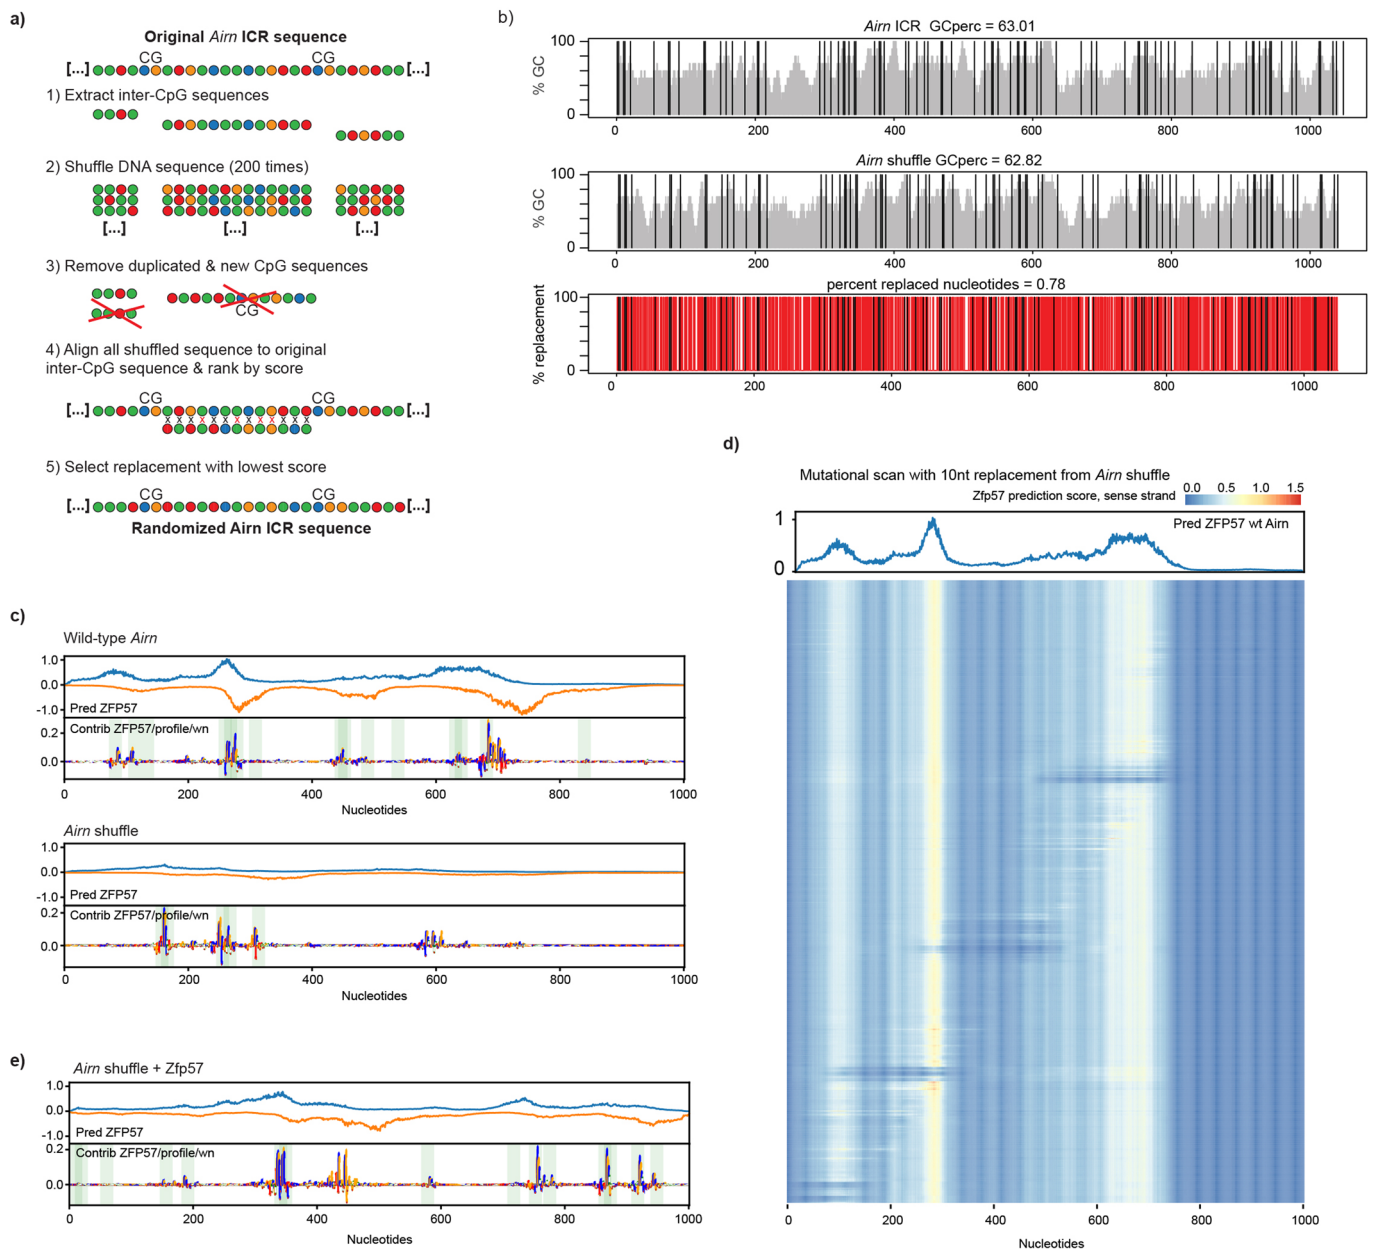 a)
Original Airn ICR sequence
CG
CG
[...]
[...]
1) Extract inter-CpG sequences
2) Shuffle DNA sequence (200 times)
[...]
[...]
[...]
3) Remove duplicated & new CpG sequences
CG
4) Align all shuffled sequence to original
inter-CpG sequence & rank by score
CG
CG
[...]
[...]
x x x x x x x x x x x x x
5) Select replacement with lowest score
CG
CG
[...]
[...]
Randomized Airn ICR sequence
b)
Airn ICR GCperc = 63.01
% GC
100
0
0
200
400
600
800
1000
Airn shuffle GCperc = 62.82
% GC
100
0
0
200
400
600
800
1000
percent replaced nucleotides = 0.78
% replacement
100
0
0
200
400
600
800
1000
c)
Wild-type Airn
1.0
0.0
-1.0
Pred ZFP57
Contrib ZFP57/profile/wn
0.2
0.0
0
200
400
600
800
1000
Nucleotides
Airn shuffle
1.0
0.0
-1.0
Pred ZFP57
Contrib ZFP57/profile/wn
0.2
0.0
0
200
400
600
800
1000
Nucleotides
d)
Mutational scan with 10nt replacement from Airn shuffle
Zfp57 prediction score, sense strand
0.0
0.5
1.0
1.5
1
0
Pred ZFP57 wt Airn
0
200
400
600
800
1000
Nucleotides
e)
Airn shuffle + Zfp57
1.0
0.0
-1.0
Pred ZFP57
Contrib ZFP57/profile/wn
0.2
0.0
0
200
400
600
800
1000
Nucleotides